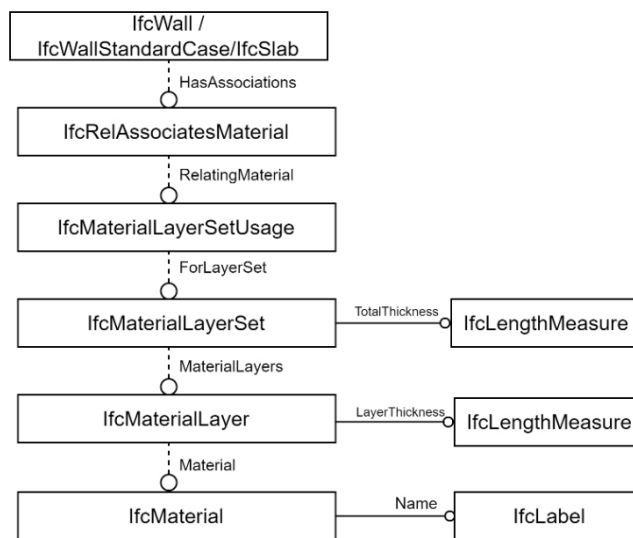 IfcWall /
IfcWallStandardCase/IfcSlab
HasAssociations
IfcRelAssociatesMaterial
RelatingMaterial
IfcMaterialLayerSetUsage
ForLayerSet
IfcMaterialLayerSet
TotalThickness
IfcLengthMeasure
MaterialLayers
IfcMaterialLayer
LayerThickness
IfcLengthMeasure
Material
IfcMaterial
Name
IfcLabel